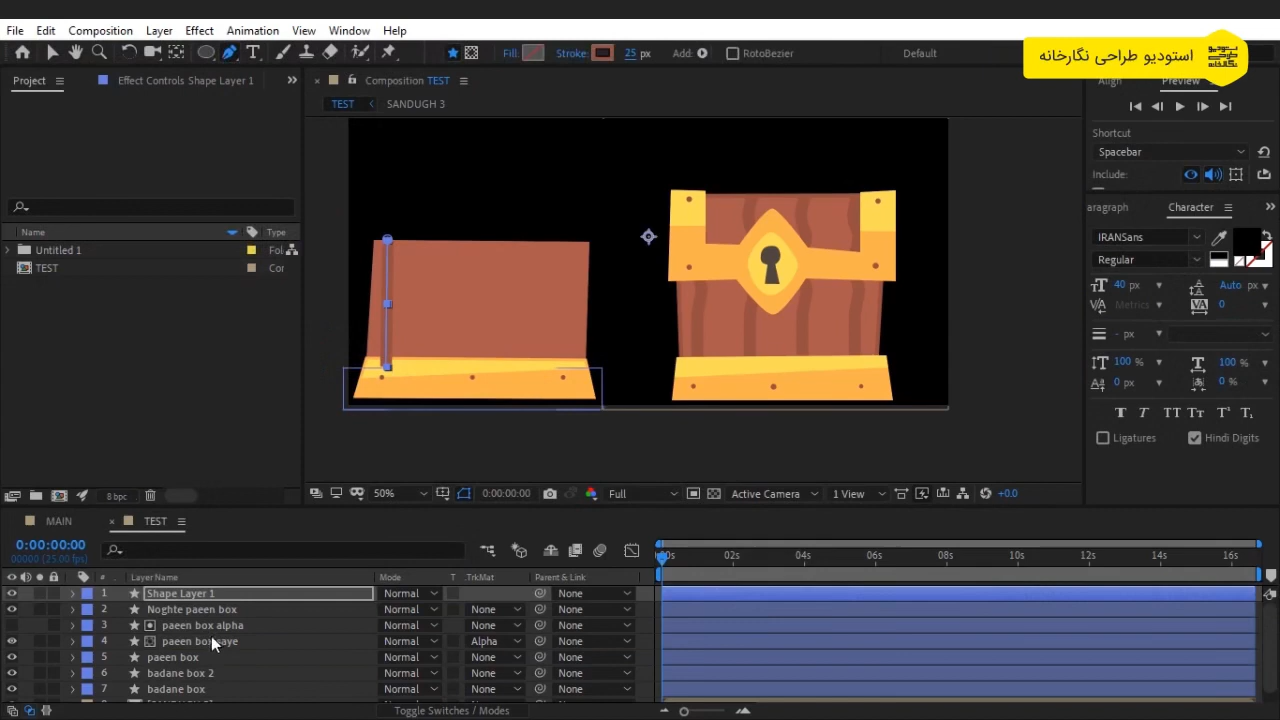 File Edit Composition Layer Effect Animation View Window Help
Fill: Stroke: 25 px Add: RotoBezier Default
استودیو طراحی نگارخانه
Project Effect Controls Shape Layer 1 Composition TEST Align Preview
TEST SANDUGH 3
Shortcut
Spacebar
Include:
aragraph Character
Name Type
IRANSans
Untitled 1 Fol
Regular
TEST Cor
40 px Auto px
Metrics 0
- px
100 % 100 %
0 px 0 %
T T TT Tt T¹ T₁
Ligatures Hindi Digits
8 bpc 50% 0:00:00:00 Full Active Camera 1 View +0.0
MAIN TEST
0:00:00:00
00000 (25.00 fps)
00s 02s 04s 06s 08s 10s 12s 14s 16s
# Layer Name Mode T .TrkMat Parent & Link
1 Shape Layer 1 Normal None
2 Noghte paeen box Normal None None
3 paeen box alpha Normal None None
4 paeen box saye Normal Alpha None
5 paeen box Normal None None
6 badane box 2 Normal None None
7 badane box Normal None None
Toggle Switches / Modes